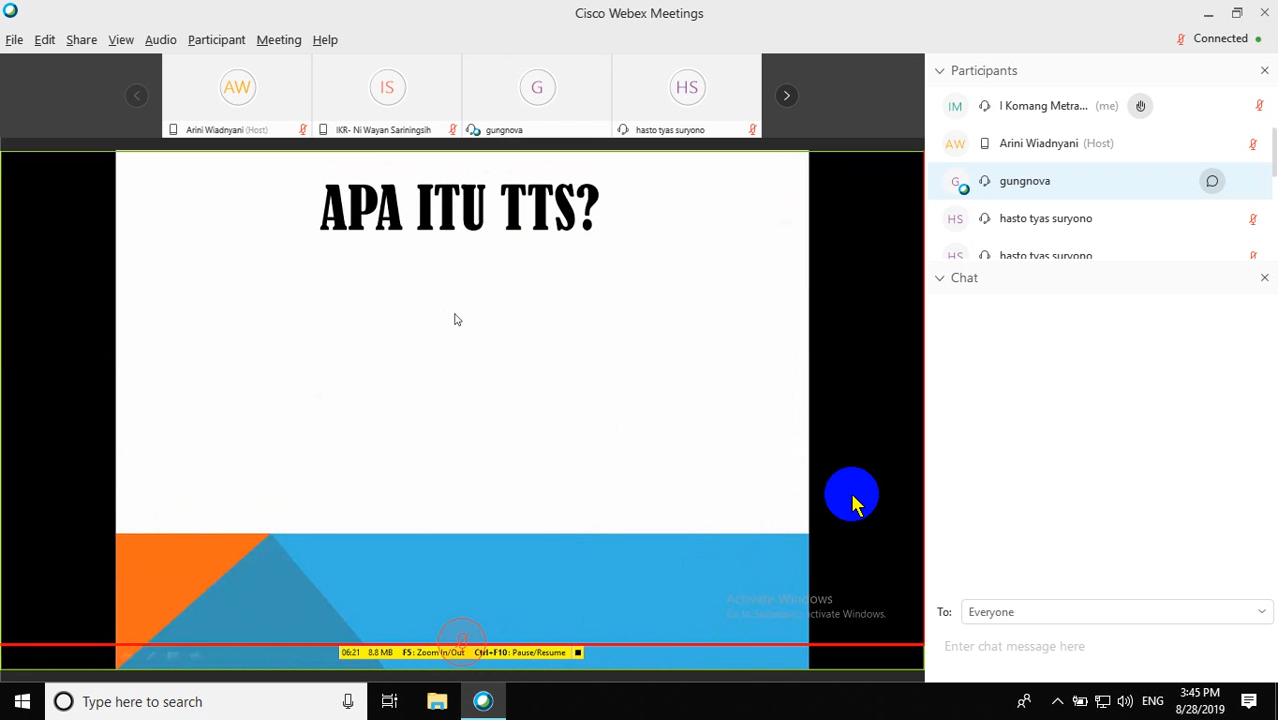 Cisco Webex Meetings
File Edit Share View Audio Participant Meeting Help
Connected
AW
IS
G
HS
Arini Wiadnyani (Host)
IKR- Ni Wayan Sariningsih
gungnova
hasto tyas suryono
Participants
IM I Komang Metra... (me)
AW Arini Wiadnyani (Host)
G gungnova
HS hasto tyas suryono
HS hasto tyas suryono
Chat
APA ITU TTS?
Activate Windows
activate Windows.
To: Everyone
Enter chat message here
06:21 8.8 MB F5: Zoom In/Out Ctrl+F10: Pause/Resume
Type here to search
ENG
3:45 PM
8/28/2019